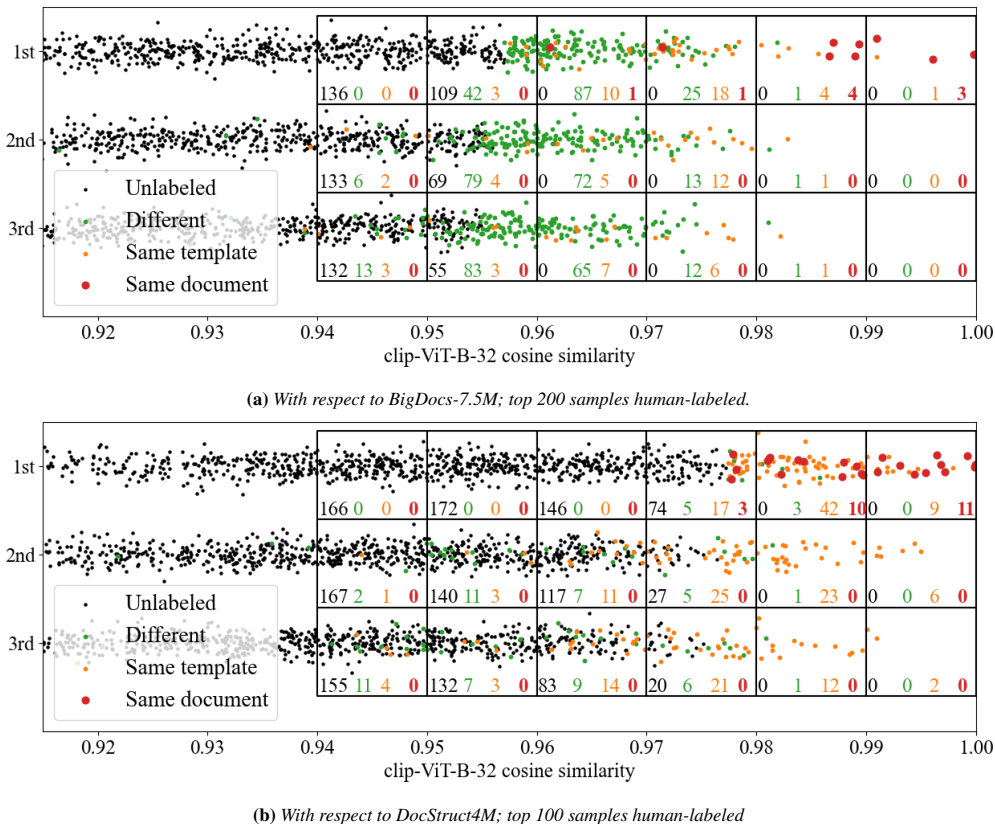 1st
136 0 0 0 109 42 3 0 0 87 10 1 0 25 18 1 0 1 4 4 0 0 1 3
2nd
133 6 2 0 69 79 4 0 0 72 5 0 0 13 12 0 0 1 1 0 0 0 0 0
3rd
132 13 3 0 55 83 3 0 0 65 7 0 0 12 6 0 0 1 1 0 0 0 0 0
Unlabeled
Different
Same template
Same document
0.92 0.93 0.94 0.95 0.96 0.97 0.98 0.99 1.00
clip-ViT-B-32 cosine similarity
(a) With respect to BigDocs-7.5M; top 200 samples human-labeled.
1st
166 0 0 0 172 0 0 0 146 0 0 0 74 5 17 3 0 3 42 10 0 0 9 11
2nd
167 2 1 0 140 11 3 0 117 7 11 0 27 5 25 0 0 1 23 0 0 0 6 0
3rd
155 11 4 0 132 7 3 0 83 9 14 0 20 6 21 0 0 1 12 0 0 0 2 0
Unlabeled
Different
Same template
Same document
0.92 0.93 0.94 0.95 0.96 0.97 0.98 0.99 1.00
clip-ViT-B-32 cosine similarity
(b) With respect to DocStruct4M; top 100 samples human-labeled